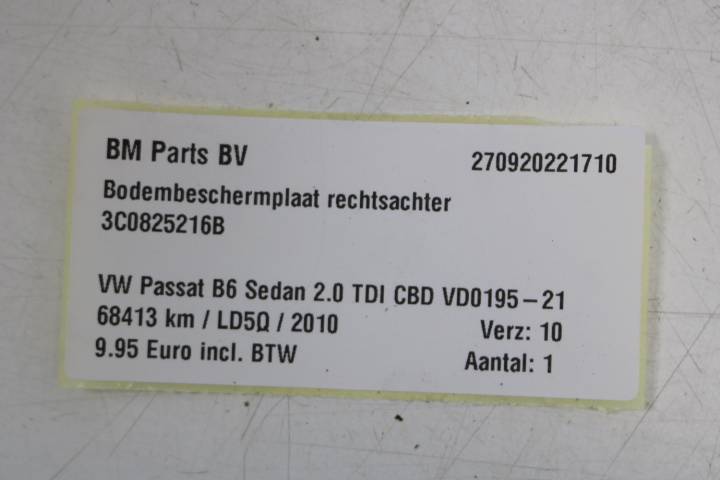 BM Parts BV 270920221710
Bodembeschermplaat rechtsachter
3C0825216B
VW Passat B6 Sedan 2.0 TDI CBD VD0195-21
68413 km / LD5Q / 2010 Verz: 10
9.95 Euro incl. BTW Aantal: 1